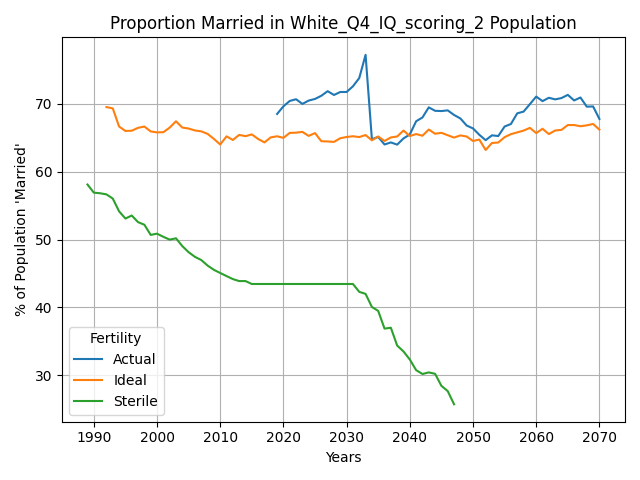 Proportion Married in White_Q4_IQ_scoring_2 Population
% of Population 'Married'
70
60
50
40
30
Fertility
Actual
Ideal
Sterile
1990 2000 2010 2020 2030 2040 2050 2060 2070
Years